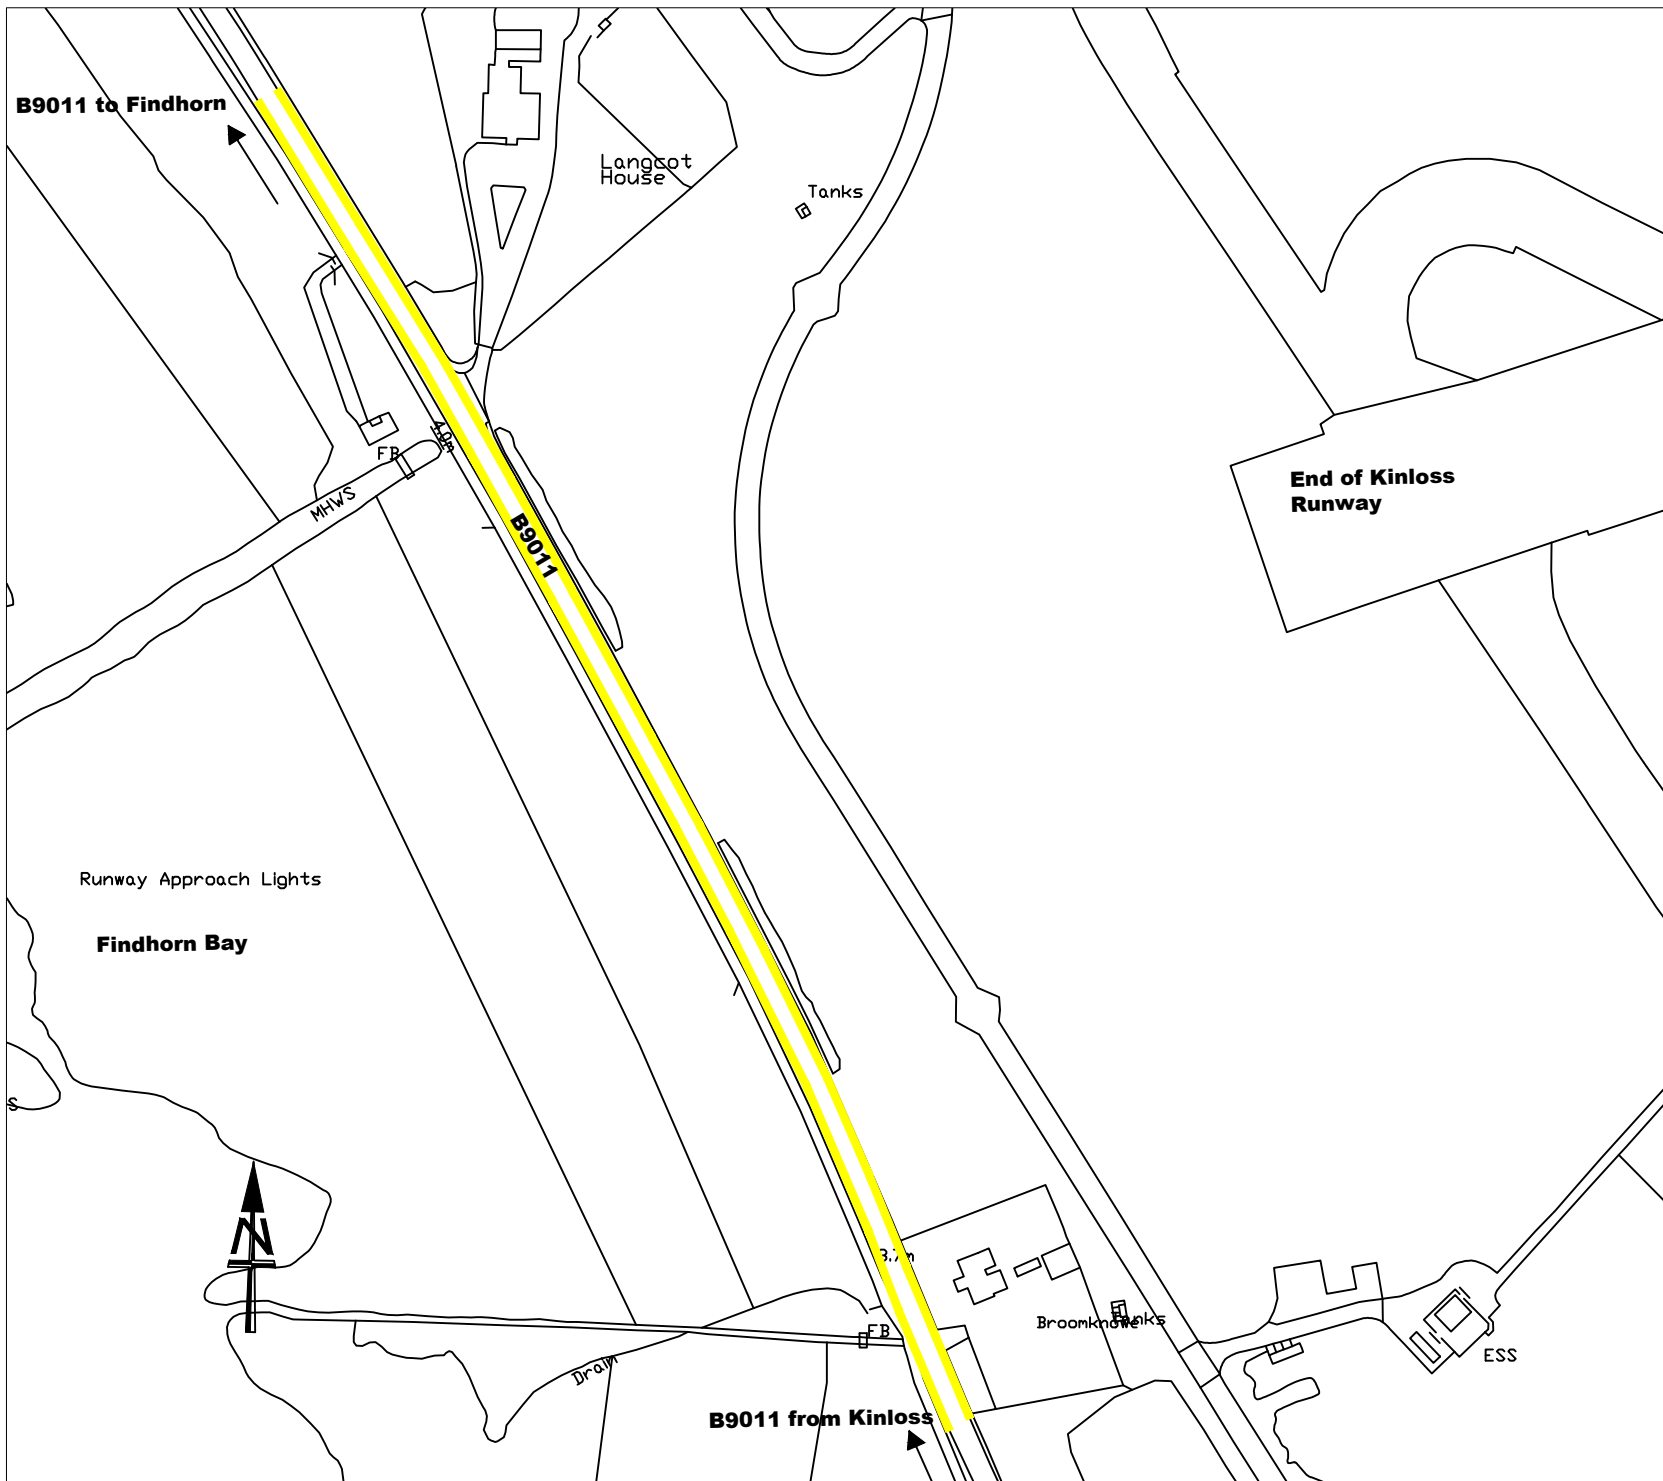 B9011 to Findhorn
Langcot
House
Tanks
4.0m
FB
MHWS
End of Kinloss
Runway
B9011
Runway Approach Lights
Findhorn Bay
S
N
3.7m
Broomknowe
Tanks
FB
ESS
Drain
B9011 from Kinloss